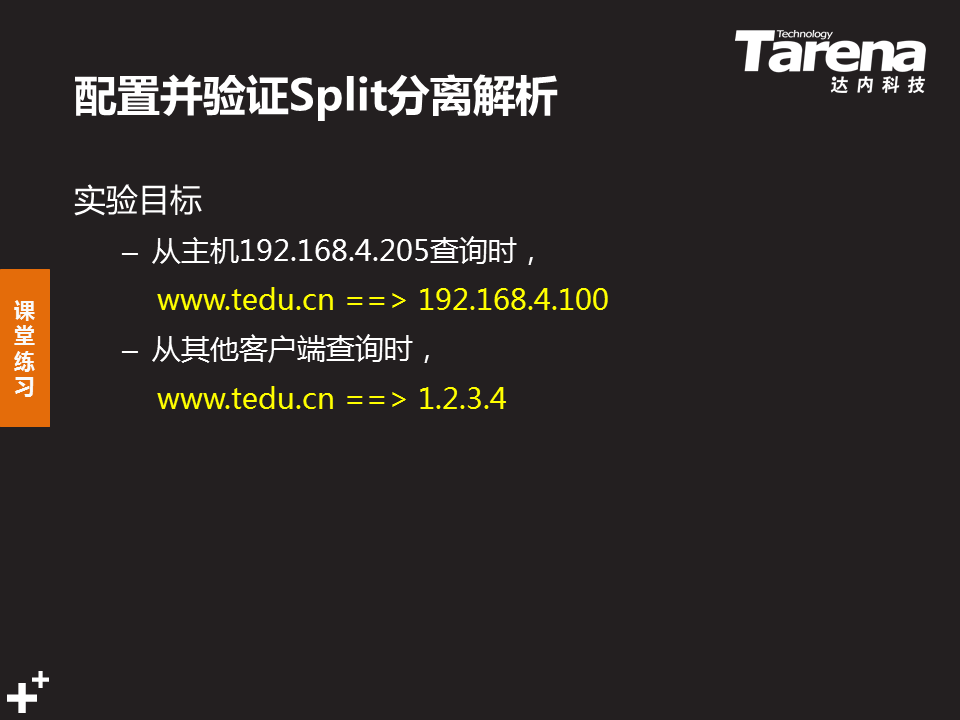 Technology
Tarena
达内科技
配置并验证Split分离解析
实验目标
– 从主机192.168.4.205查询时，
www.tedu.cn ==> 192.168.4.100
– 从其他客户端查询时，
www.tedu.cn ==> 1.2.3.4
课
堂
练
习